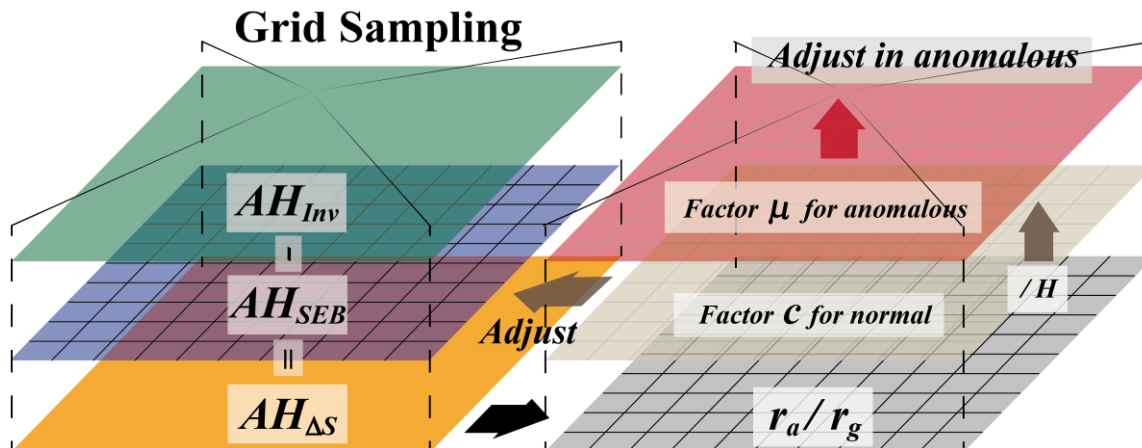 Grid Sampling
Adjust in anomalous
AH_Inv
-
AH_SEB
=
AH_ΔS
Adjust
Factor μ for anomalous
/ H
Factor c for normal
r_a / r_g